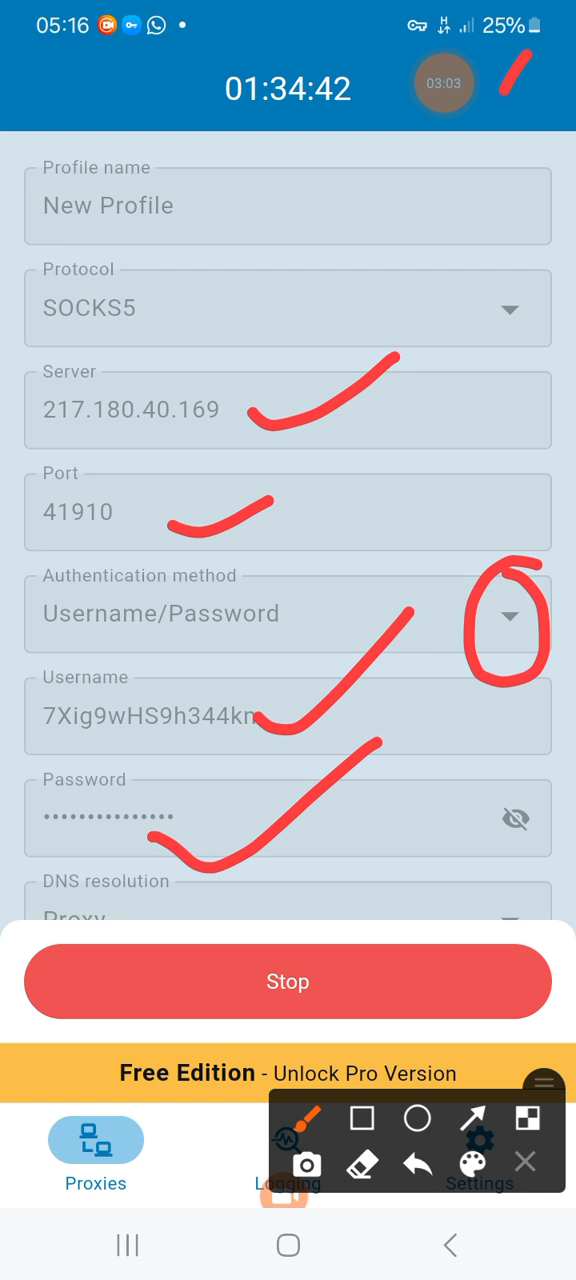 05:16
25%
01:34:42
03:03
Profile name
New Profile
Protocol
SOCKS5
Server
217.180.40.169
Port
41910
Authentication method
Username/Password
Username
Password
DNS resolution
Proxy
Stop
Free Edition - Unlock Pro Version
Proxies
Logging
Settings